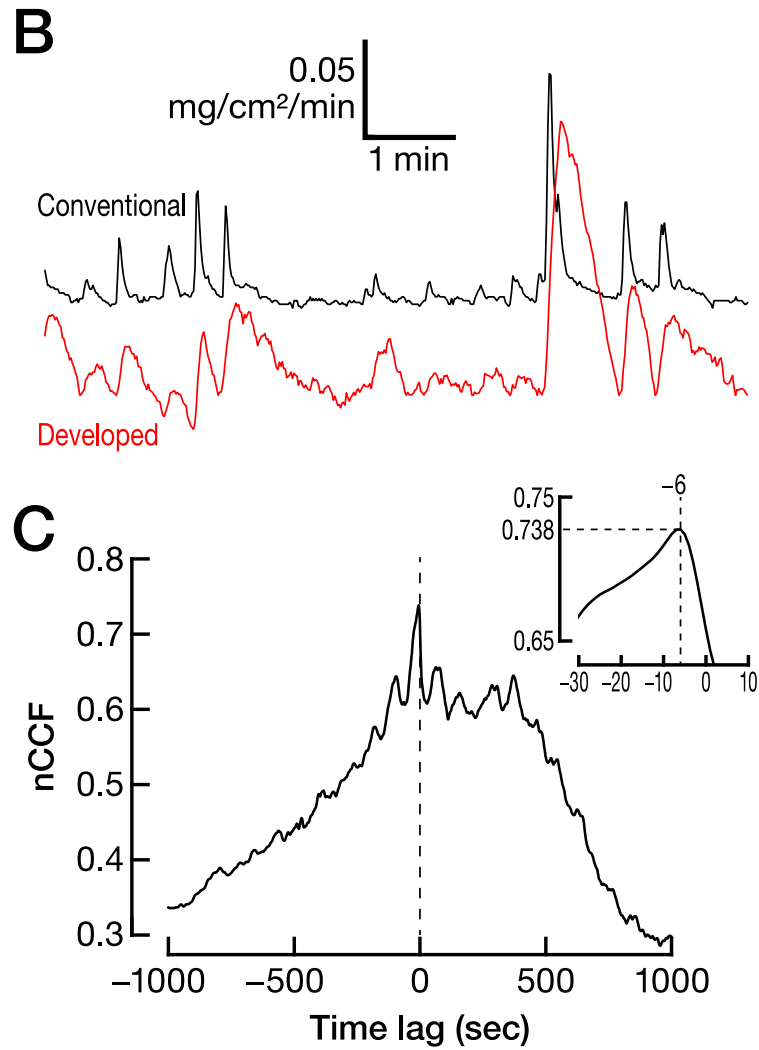 B
0.05
mg/cm²/min
1 min
Conventional
Developed
C
−6
0.75
0.738
0.65
−30 −20 −10 0 10
0.8
0.7
0.6
0.5
0.4
0.3
nCCF
−1000 −500 0 500 1000
Time lag (sec)